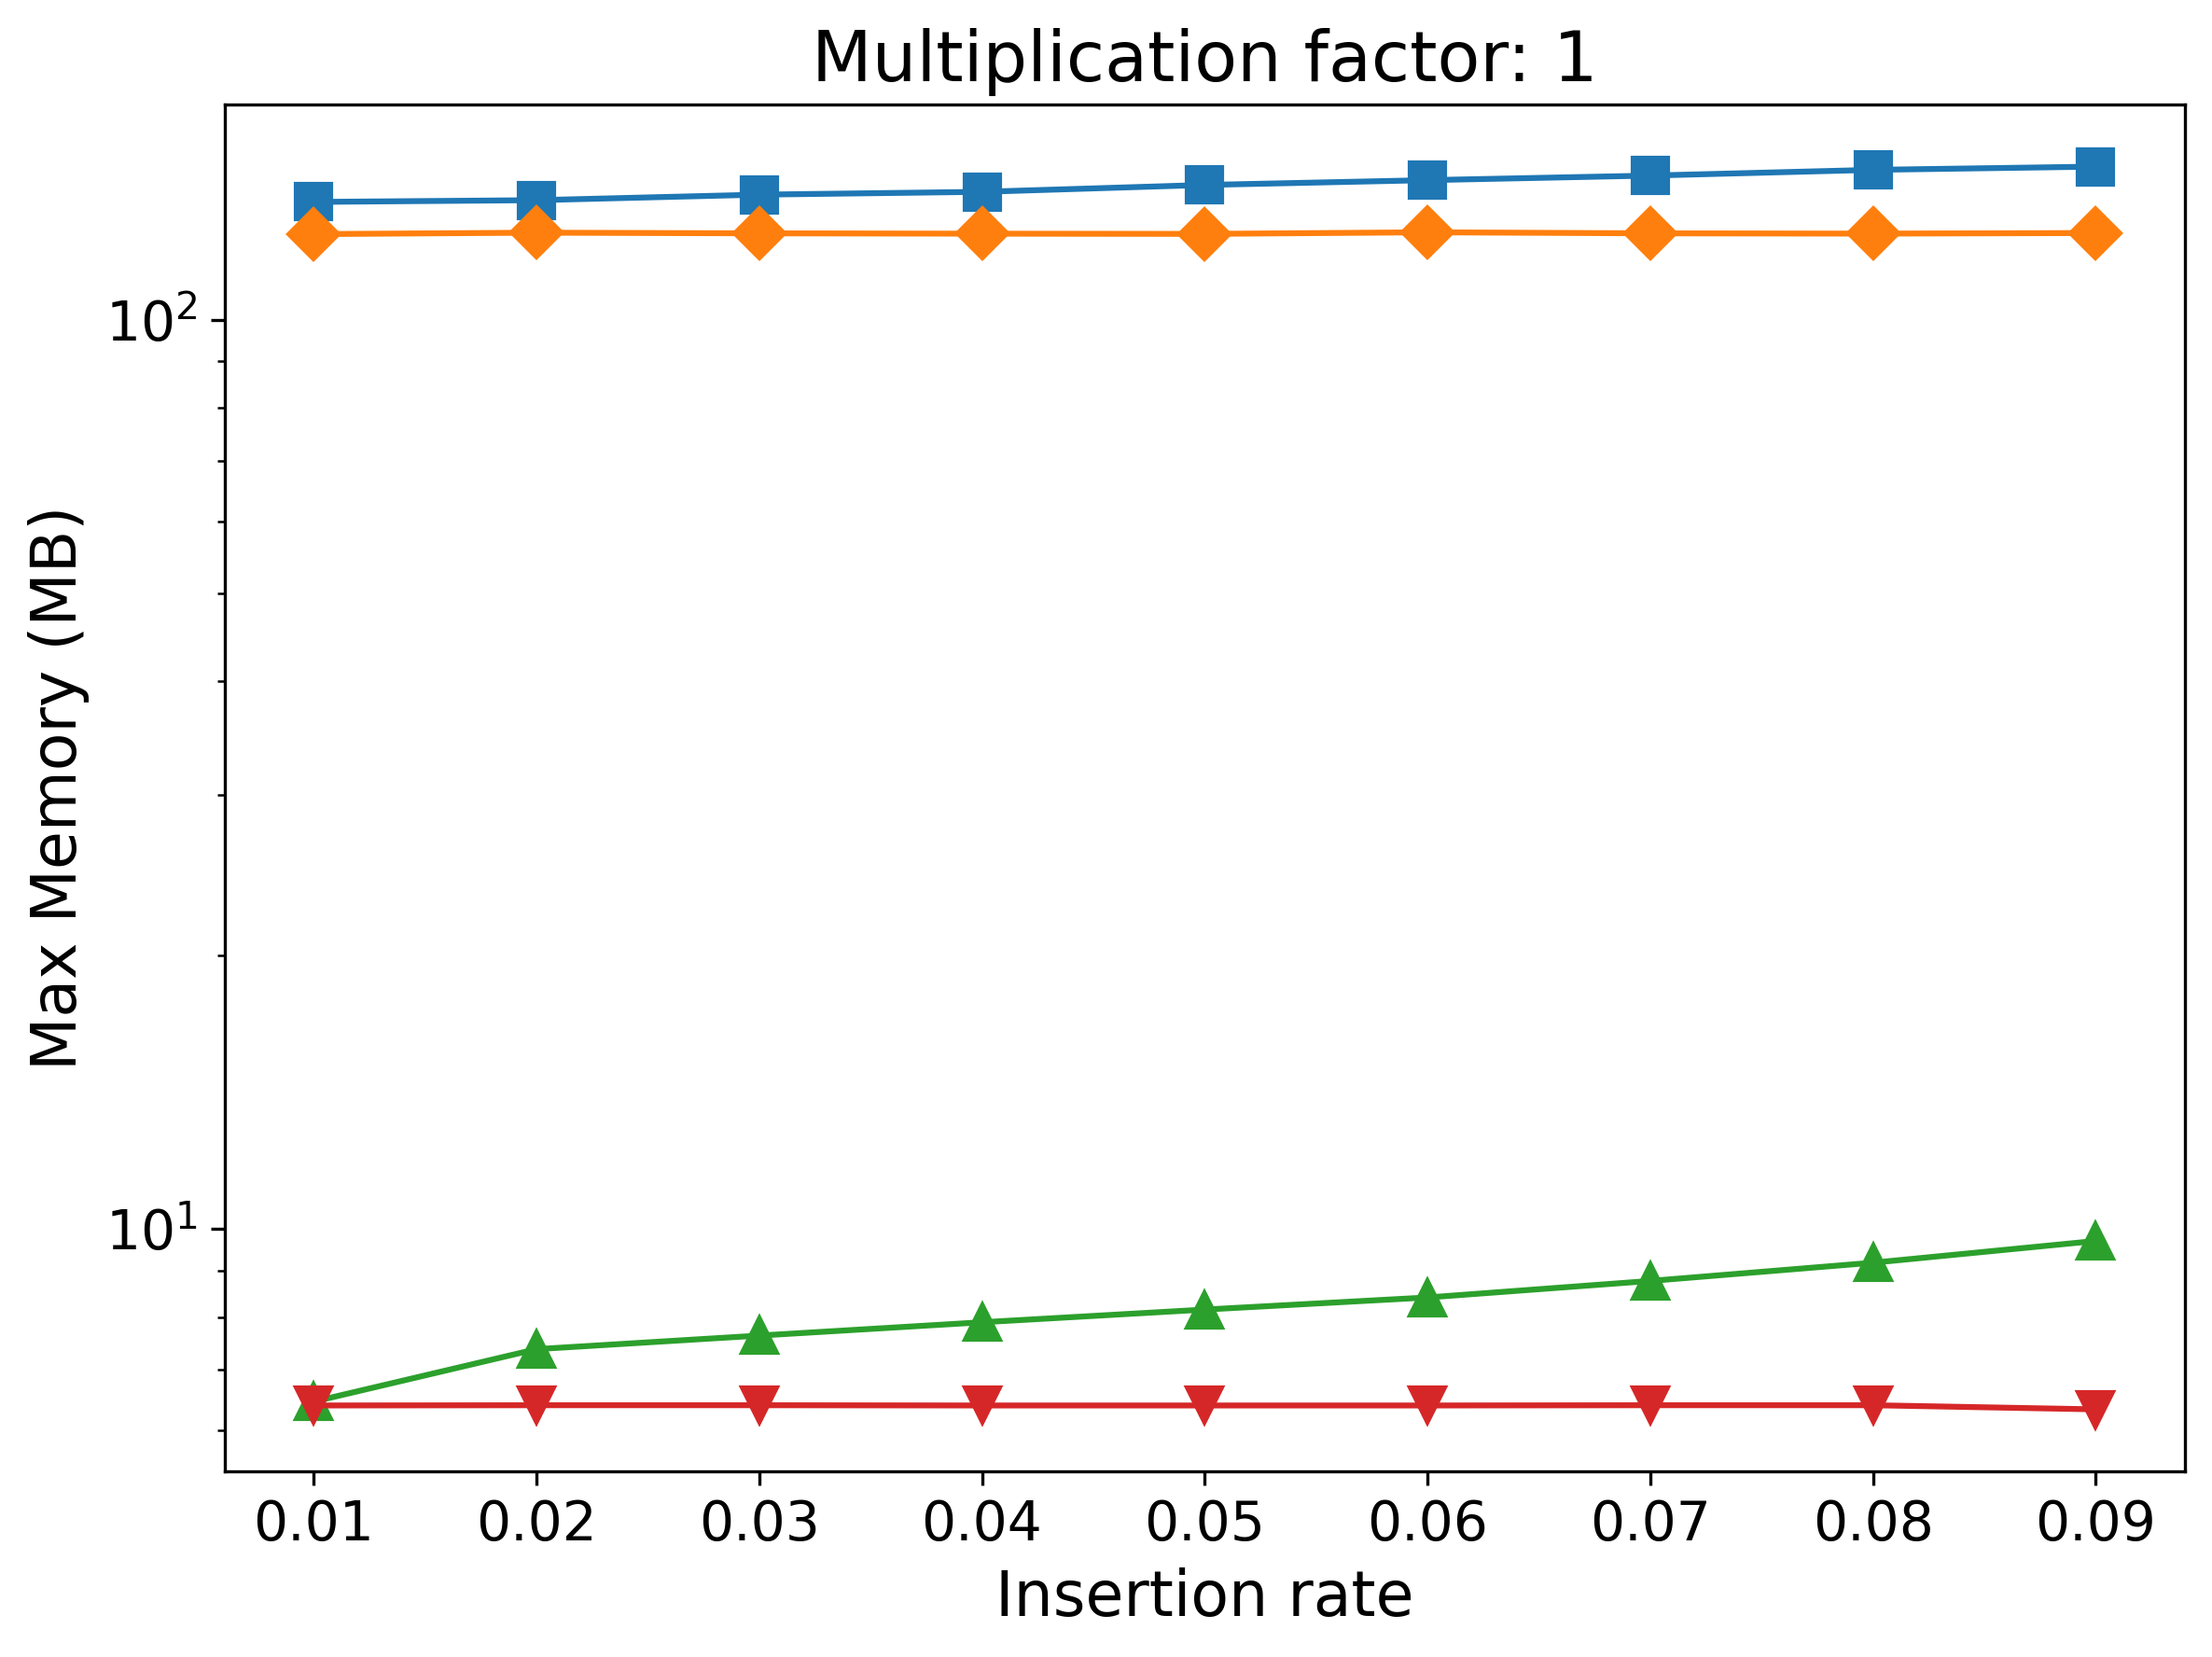 Multiplication factor: 1
Max Memory (MB)
10²
10¹
0.01 0.02 0.03 0.04 0.05 0.06 0.07 0.08 0.09
Insertion rate